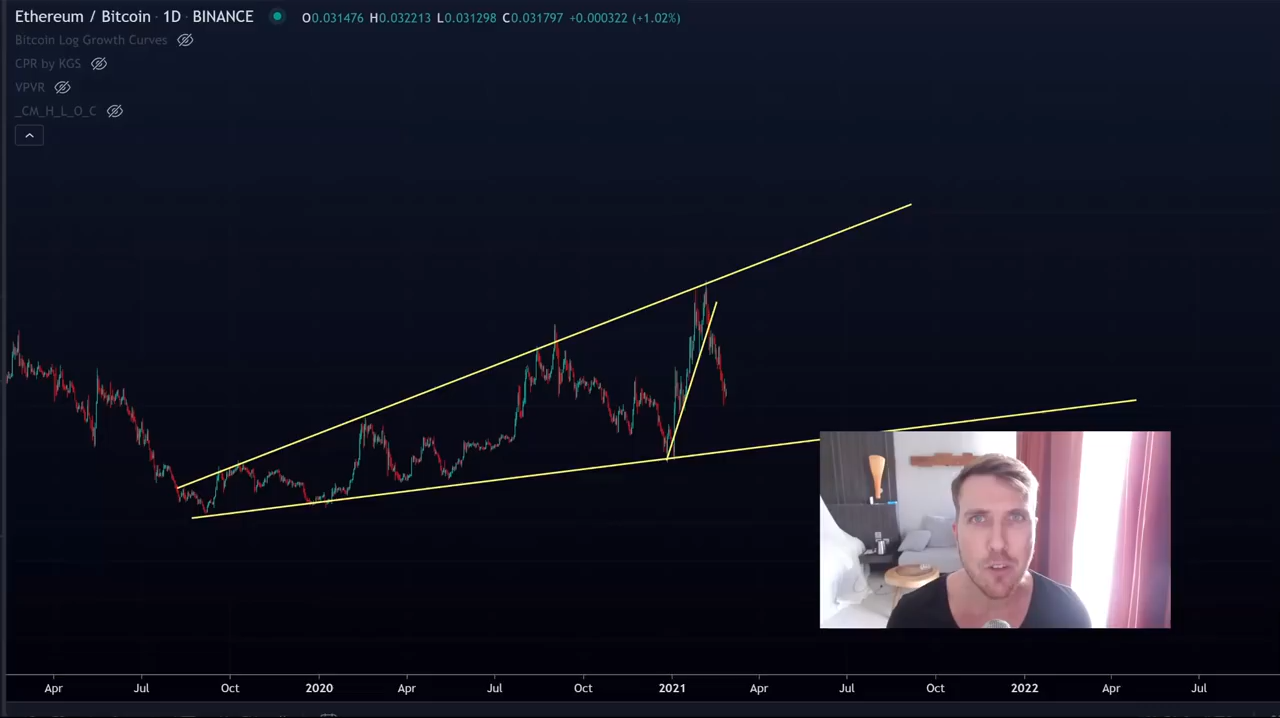 Ethereum / Bitcoin · 1D · BINANCE O0.031476 H0.032213 L0.031298 C0.031797 +0.000322 (+1.02%)
Bitcoin Log Growth Curves
CPR by KGS
VPVR
_CM_H_L_O_C
Apr Jul Oct 2020 Apr Jul Oct 2021 Apr Jul Oct 2022 Apr Jul